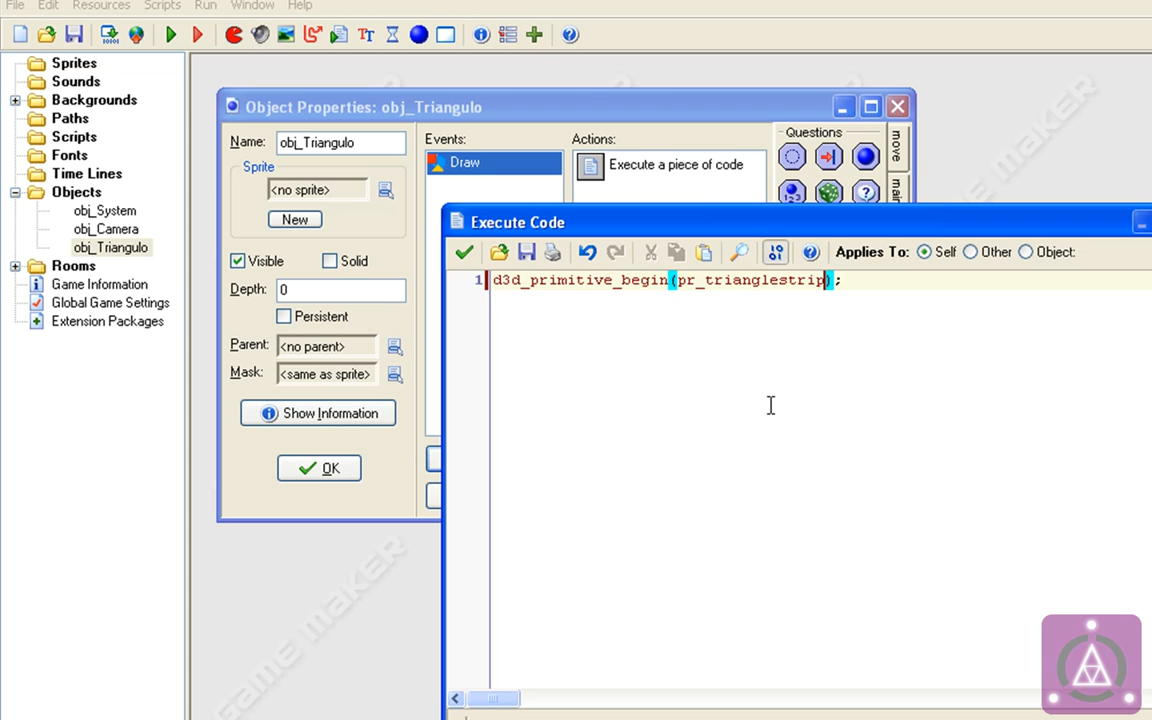 File Edit Resources Scripts Run Window Help
Sprites
Sounds
Backgrounds
Paths
Scripts
Fonts
Time Lines
Objects
obj_System
obj_Camera
obj_Triangulo
Rooms
Game Information
Global Game Settings
Extension Packages
Object Properties: obj_Triangulo
Name: obj_Triangulo
Sprite
<no sprite>
New
Visible Solid
Depth: 0
Persistent
Parent: <no parent>
Mask: <same as sprite>
Show Information
OK
Events:
Draw
Actions:
Execute a piece of code
Questions
move
Execute Code
Applies To: Self Other Object:
1 d3d_primitive_begin(pr_trianglestrip);
GAME MAKER